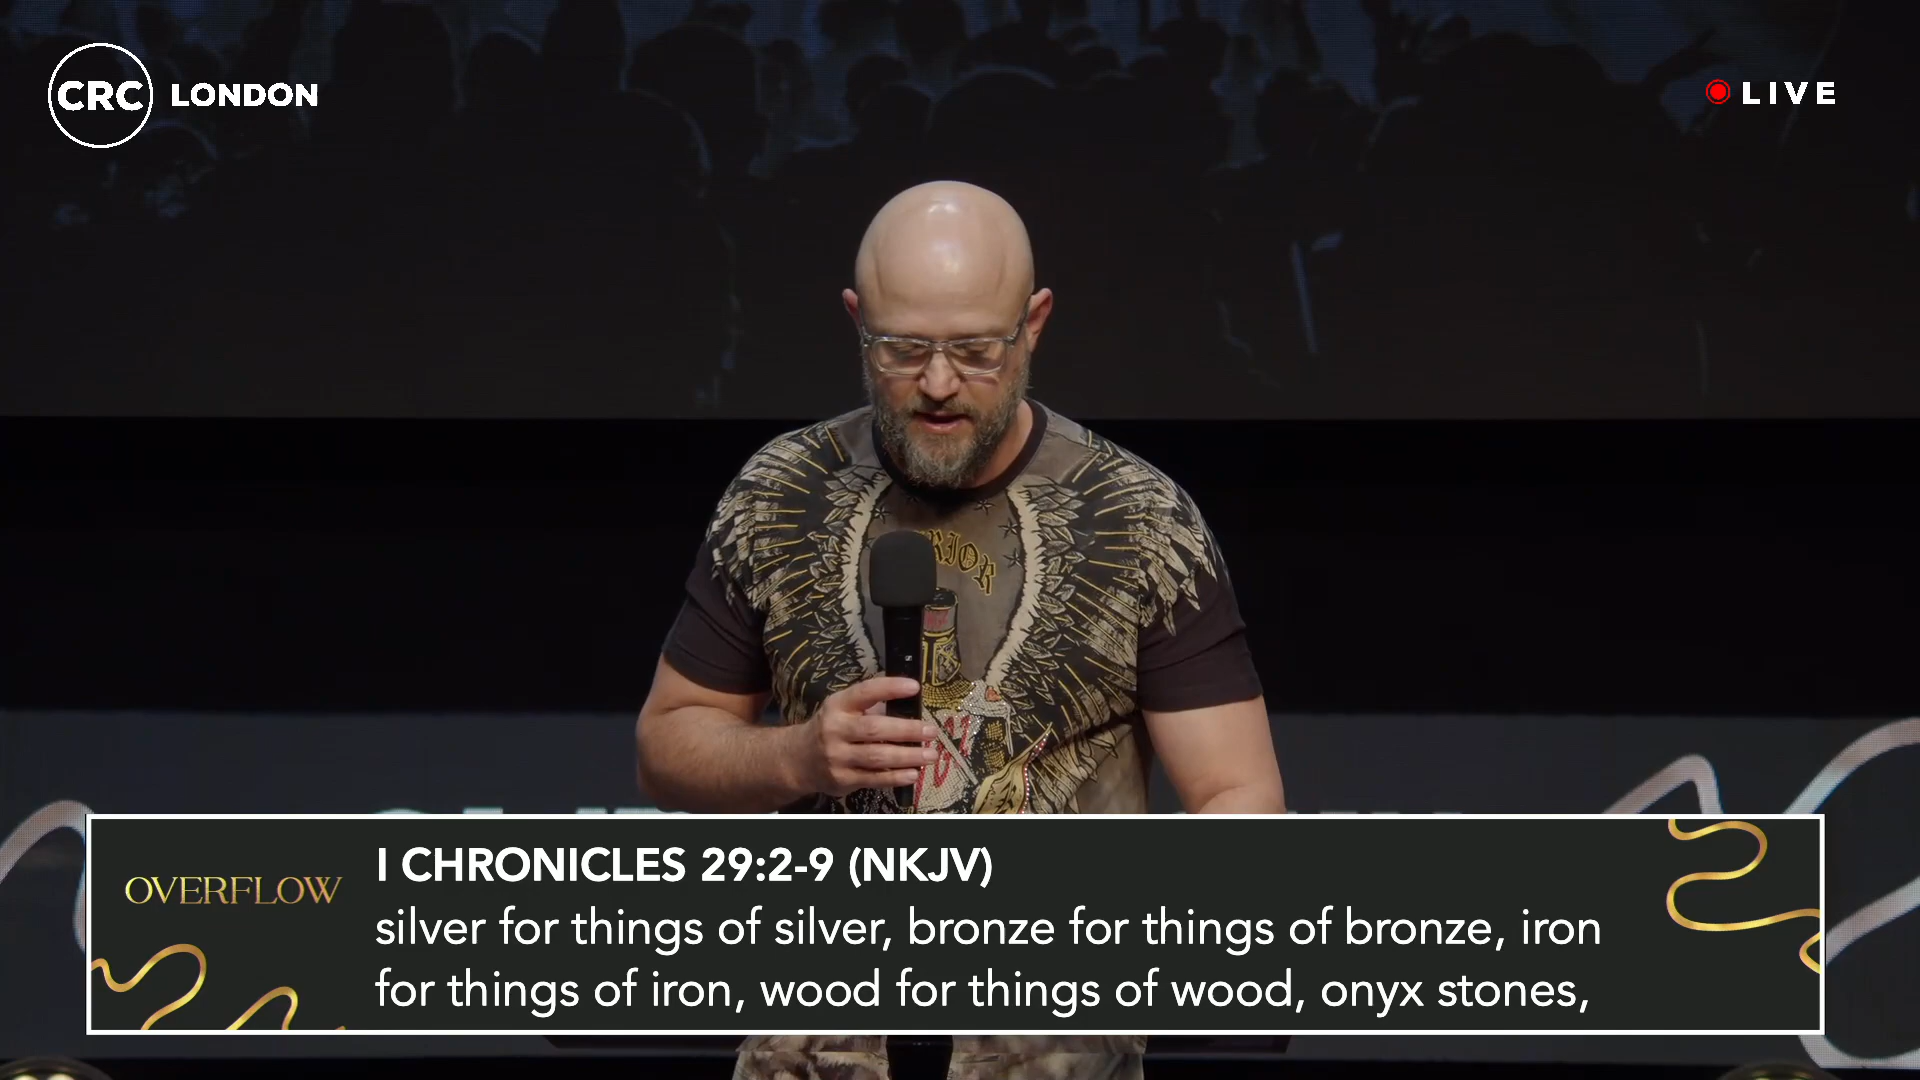 CRC LONDON
LIVE
RIOR
OVERFLOW
I CHRONICLES 29:2-9 (NKJV)
silver for things of silver, bronze for things of bronze, iron
for things of iron, wood for things of wood, onyx stones,